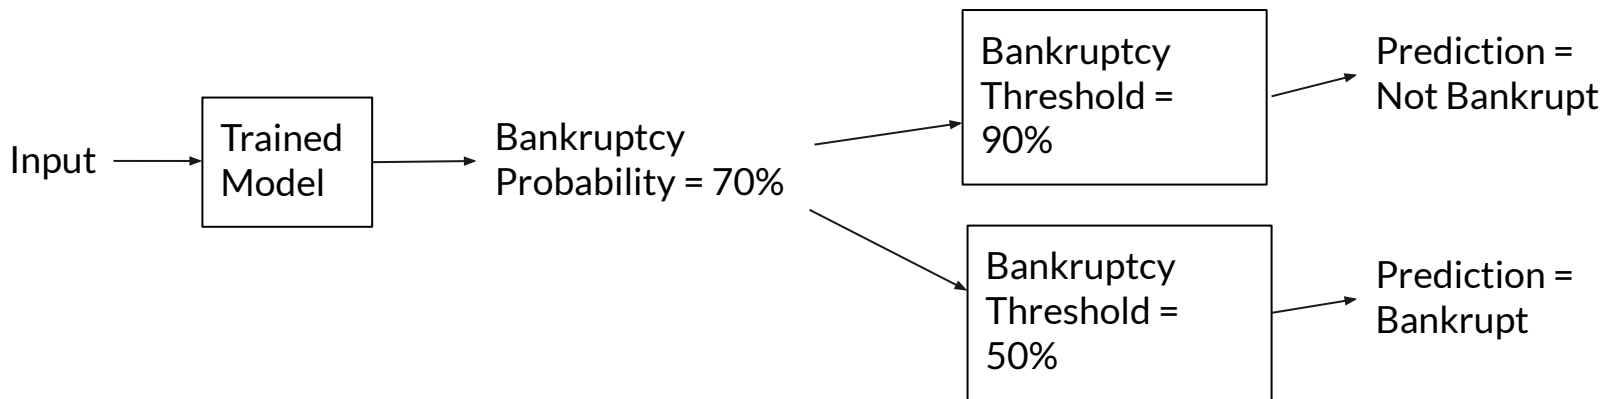 Input
Trained
Model
Bankruptcy
Probability = 70%
Bankruptcy
Threshold =
90%
Prediction =
Not Bankrupt
Bankruptcy
Threshold =
50%
Prediction =
Bankrupt